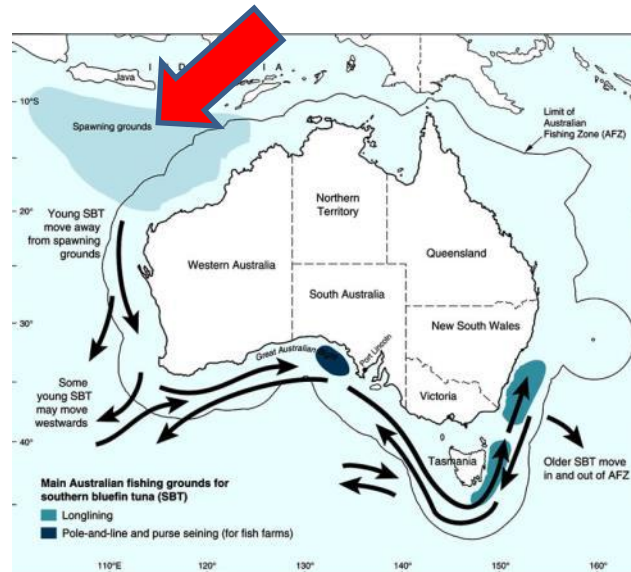 I D
I A
Java
10°S
Spawning grounds
Limit of
Australian
Fishing Zone (AFZ)
20°
Young SBT
move away
from spawning
grounds
Northern
Territory
Queensland
Western Australia
South Australia
30°
New South Wales
Great Australian
Port Lincoln
Victoria
Some
young SBT
may move
westwards
40°
Tasmania
Older SBT move
in and out of AFZ
Main Australian fishing grounds for
southern bluefin tuna (SBT)
Longlining
Pole-and-line and purse seining (for fish farms)
110°E
120°
130°
140°
150°
160°